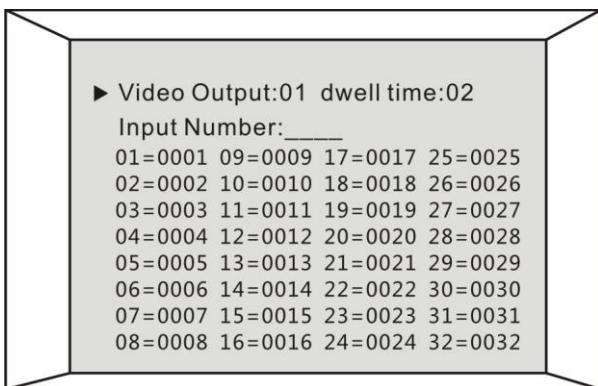 ▶ Video Output:01 dwell time:02
Input Number:____
01=0001 09=0009 17=0017 25=0025
02=0002 10=0010 18=0018 26=0026
03=0003 11=0011 19=0019 27=0027
04=0004 12=0012 20=0020 28=0028
05=0005 13=0013 21=0021 29=0029
06=0006 14=0014 22=0022 30=0030
07=0007 15=0015 23=0023 31=0031
08=0008 16=0016 24=0024 32=0032